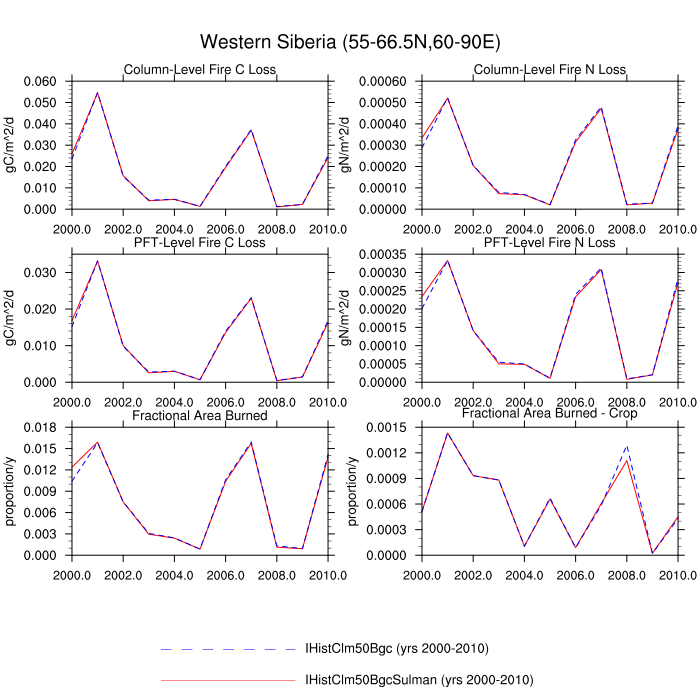 Western Siberia (55-66.5N,60-90E)
Column-Level Fire C Loss
gC/m^2/d
0.060
0.050
0.040
0.030
0.020
0.010
0.000
2000.0 2002.0 2004.0 2006.0 2008.0 2010.0
Column-Level Fire N Loss
gN/m^2/d
0.00060
0.00050
0.00040
0.00030
0.00020
0.00010
0.00000
2000.0 2002.0 2004.0 2006.0 2008.0 2010.0
PFT-Level Fire C Loss
gC/m^2/d
0.030
0.020
0.010
0.000
2000.0 2002.0 2004.0 2006.0 2008.0 2010.0
PFT-Level Fire N Loss
gN/m^2/d
0.00035
0.00030
0.00025
0.00020
0.00015
0.00010
0.00005
0.00000
2000.0 2002.0 2004.0 2006.0 2008.0 2010.0
Fractional Area Burned
proportion/y
0.018
0.015
0.012
0.009
0.006
0.003
0.000
2000.0 2002.0 2004.0 2006.0 2008.0 2010.0
Fractional Area Burned - Crop
proportion/y
0.0015
0.0012
0.0009
0.0006
0.0003
0.0000
2000.0 2002.0 2004.0 2006.0 2008.0 2010.0
IHistClm50Bgc (yrs 2000-2010)
IHistClm50BgcSulman (yrs 2000-2010)